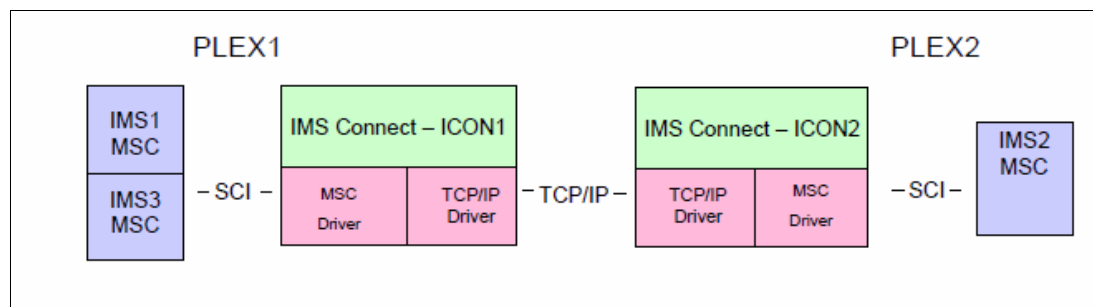 PLEX1
PLEX2
IMS1
MSC
IMS3
MSC
– SCI –
IMS Connect – ICON1
MSC
Driver
TCP/IP
Driver
– TCP/IP –
IMS Connect – ICON2
TCP/IP
Driver
MSC
Driver
– SCI –
IMS2
MSC